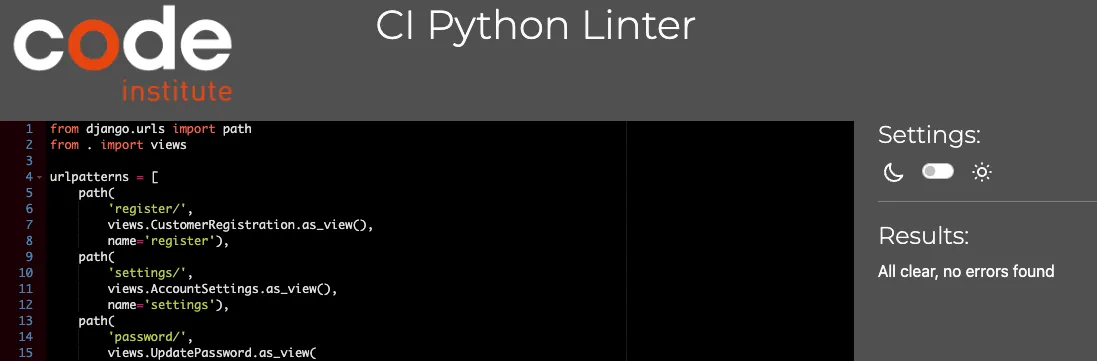 code
institute
CI Python Linter
1 from django.urls import path
2 from . import views
3
4 urlpatterns = [
5 path(
6 'register/',
7 views.CustomerRegistration.as_view(),
8 name='register'),
9 path(
10 'settings/',
11 views.AccountSettings.as_view(),
12 name='settings'),
13 path(
14 'password/',
15 views.UpdatePassword.as_view(
Settings:
Results:
All clear, no errors found